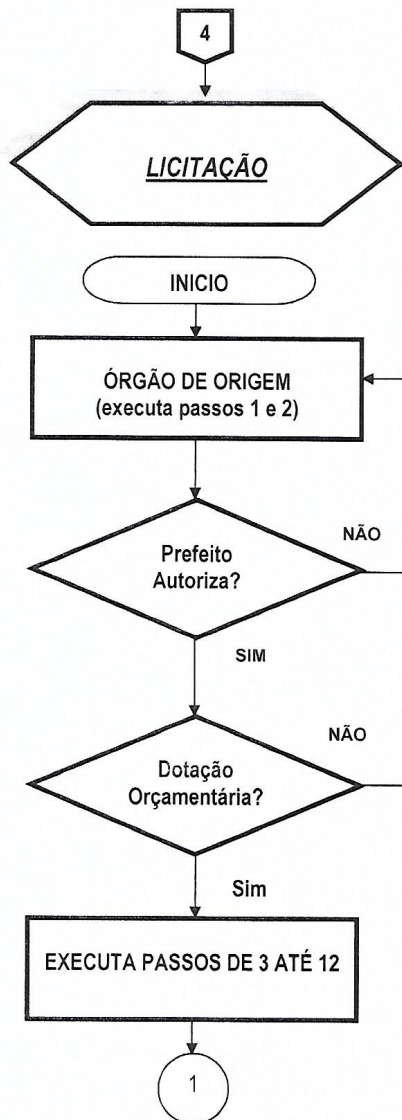 4
LICITAÇÃO
INICIO
ÓRGÃO DE ORIGEM
(executa passos 1 e 2)
Prefeito
Autoriza?
NÃO
SIM
Dotação
Orçamentária?
NÃO
Sim
EXECUTA PASSOS DE 3 ATÉ 12
1